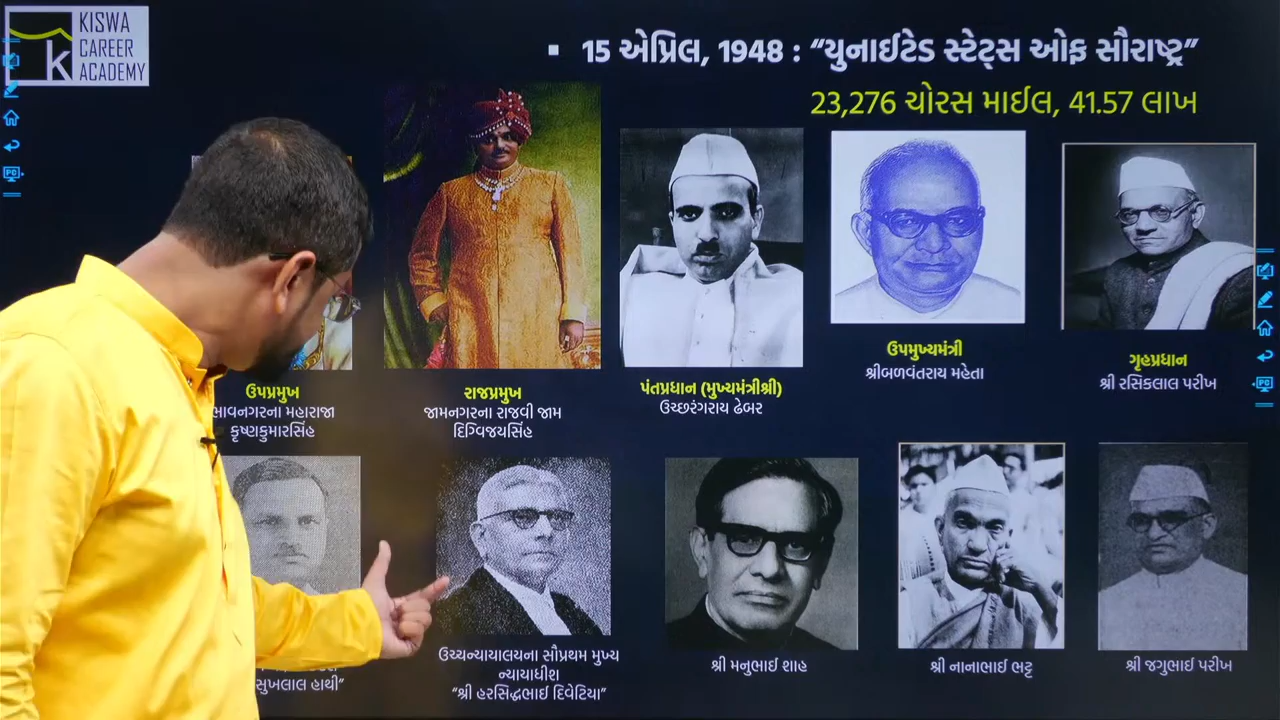 KISWA
CAREER
ACADEMY
k
▪ 15 એપ્રિલ, 1948 : “યુનાઈટેડ સ્ટેટ્સ ઓફ સૌરાષ્ટ્ર”
23,276 ચોરસ માઈલ, 41.57 લાખ
ઉપપ્રમુખ
ભાવનગરના મહારાજા
કૃષ્ણકુમારસિંહ
રાજપ્રમુખ
જામનગરના રાજવી જામ
દિગ્વિજયસિંહ
પંતપ્રધાન (મુખ્યમંત્રીશ્રી)
ઉચ્છરંગરાય ઢેબર
ઉપમુખ્યમંત્રી
શ્રીબળવંતરાય મહેતા
ગૃહપ્રધાન
શ્રી રસિકલાલ પરીખ
સુખલાલ હાથી”
ઉચ્ચન્યાયાલયના સૌપ્રથમ મુખ્ય
ન્યાયાધીશ
“શ્રી હરસિદ્ધભાઈ દિવેટિયા”
શ્રી મનુભાઈ શાહ
શ્રી નાનાભાઈ ભટ્ટ
શ્રી જગુભાઈ પરીખ
PC
PC